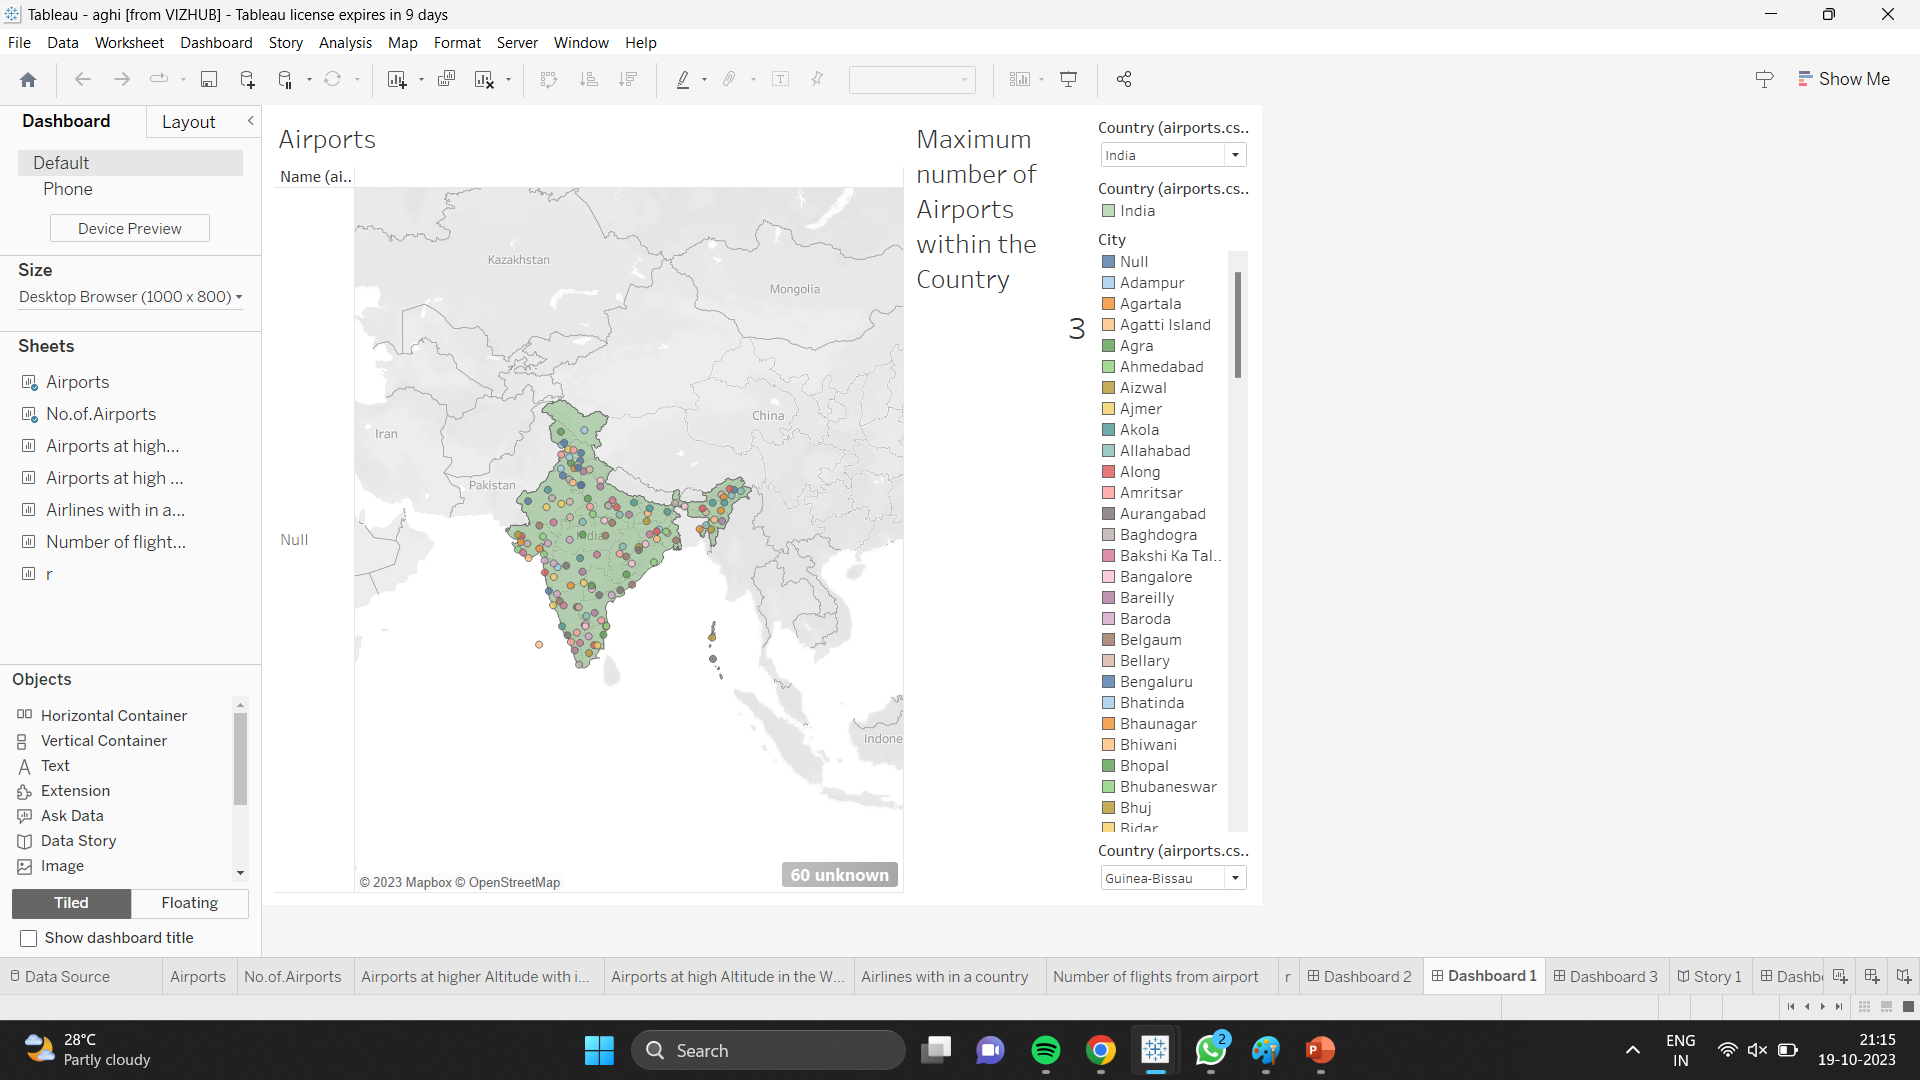 Tableau - aghi [from VIZHUB] - Tableau license expires in 9 days
File Data Worksheet Dashboard Story Analysis Map Format Server Window Help
Show Me
Dashboard Layout
Default
Phone
Device Preview
Size
Desktop Browser (1000 x 800)
Sheets
Airports
No.of.Airports
Airports at high...
Airports at high ...
Airlines with in a...
Number of flight...
r
Objects
Horizontal Container
Vertical Container
Text
Extension
Ask Data
Data Story
Image
Tiled Floating
Show dashboard title
Airports
Name (ai..
Null
Kazakhstan
Mongolia
China
Iran
Pakistan
India
Indone
© 2023 Mapbox © OpenStreetMap
60 unknown
Maximum
number of
Airports
within the
Country
3
Country (airports.cs..
India
Country (airports.cs..
India
City
Null
Adampur
Agartala
Agatti Island
Agra
Ahmedabad
Aizwal
Ajmer
Akola
Allahabad
Along
Amritsar
Aurangabad
Baghdogra
Bakshi Ka Tal..
Bangalore
Bareilly
Baroda
Belgaum
Bellary
Bengaluru
Bhatinda
Bhaunagar
Bhiwani
Bhopal
Bhubaneswar
Bhuj
Bidar
Country (airports.cs..
Guinea-Bissau
Data Source Airports No.of.Airports Airports at higher Altitude with i... Airports at high Altitude in the W... Airlines with in a country Number of flights from airport r Dashboard 2 Dashboard 1 Dashboard 3 Story 1 Dashb
28°C
Partly cloudy
Search
2
ENG
IN
21:15
19-10-2023